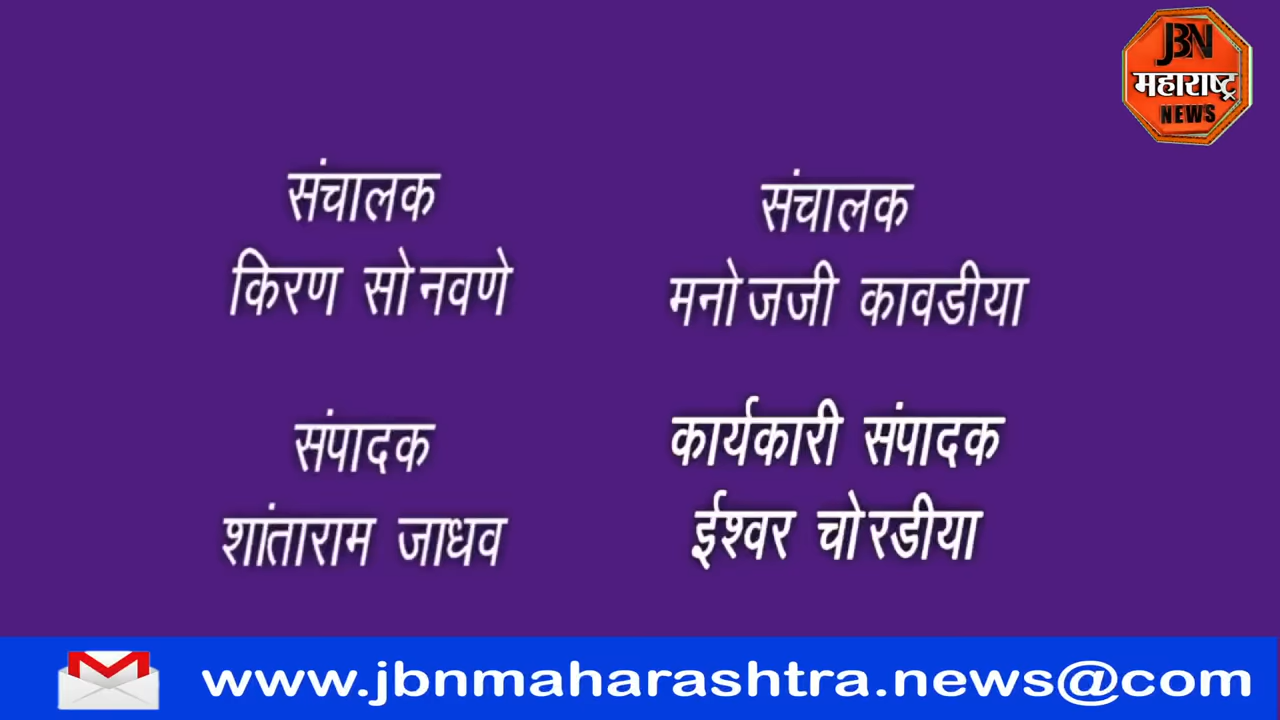 JBN
महाराष्ट्र
NEWS
संचालक
किरण सोनवणे
संचालक
मनोजजी कावडीया
संपादक
शांताराम जाधव
कार्यकारी संपादक
ईश्वर चोरडीया
www.jbnmaharashtra.news@com